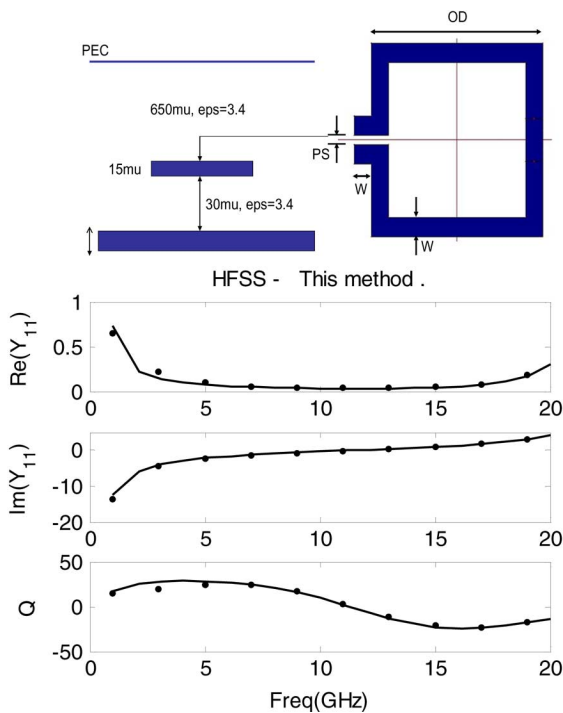 OD
PEC
650mu, eps=3.4
PS
15mu
W
30mu, eps=3.4
W
HFSS - This method .
Re(Y11)
1
0.5
0
0 5 10 15 20
Im(Y11)
0
-10
-20
0 5 10 15 20
Q
50
0
-50
0 5 10 15 20
Freq(GHz)